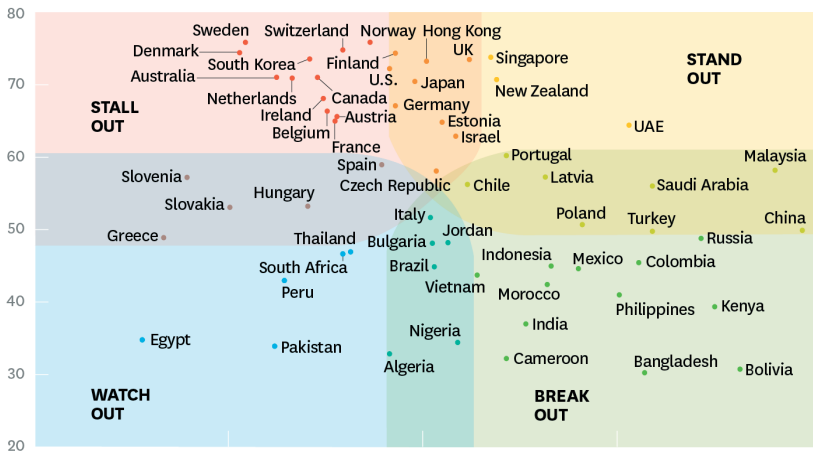 80
Sweden
Switzerland
Norway
Hong Kong
Denmark
South Korea
Finland
UK
Singapore
STAND
OUT
Australia
U.S.
Japan
70
Netherlands
Canada
Germany
New Zealand
STALL
OUT
Ireland
Austria
Estonia
Belgium
Israel
UAE
France
60
Spain
Portugal
Malaysia
Slovenia
Czech Republic
Chile
Latvia
Saudi Arabia
Hungary
Slovakia
Italy
Poland
Turkey
China
50
Greece
Thailand
Bulgaria
Jordan
Russia
South Africa
Brazil
Indonesia
Mexico
Colombia
Peru
Vietnam
Morocco
40
Philippines
Kenya
Egypt
Pakistan
Nigeria
India
Algeria
Cameroon
Bangladesh
Bolivia
30
WATCH
OUT
BREAK
OUT
20